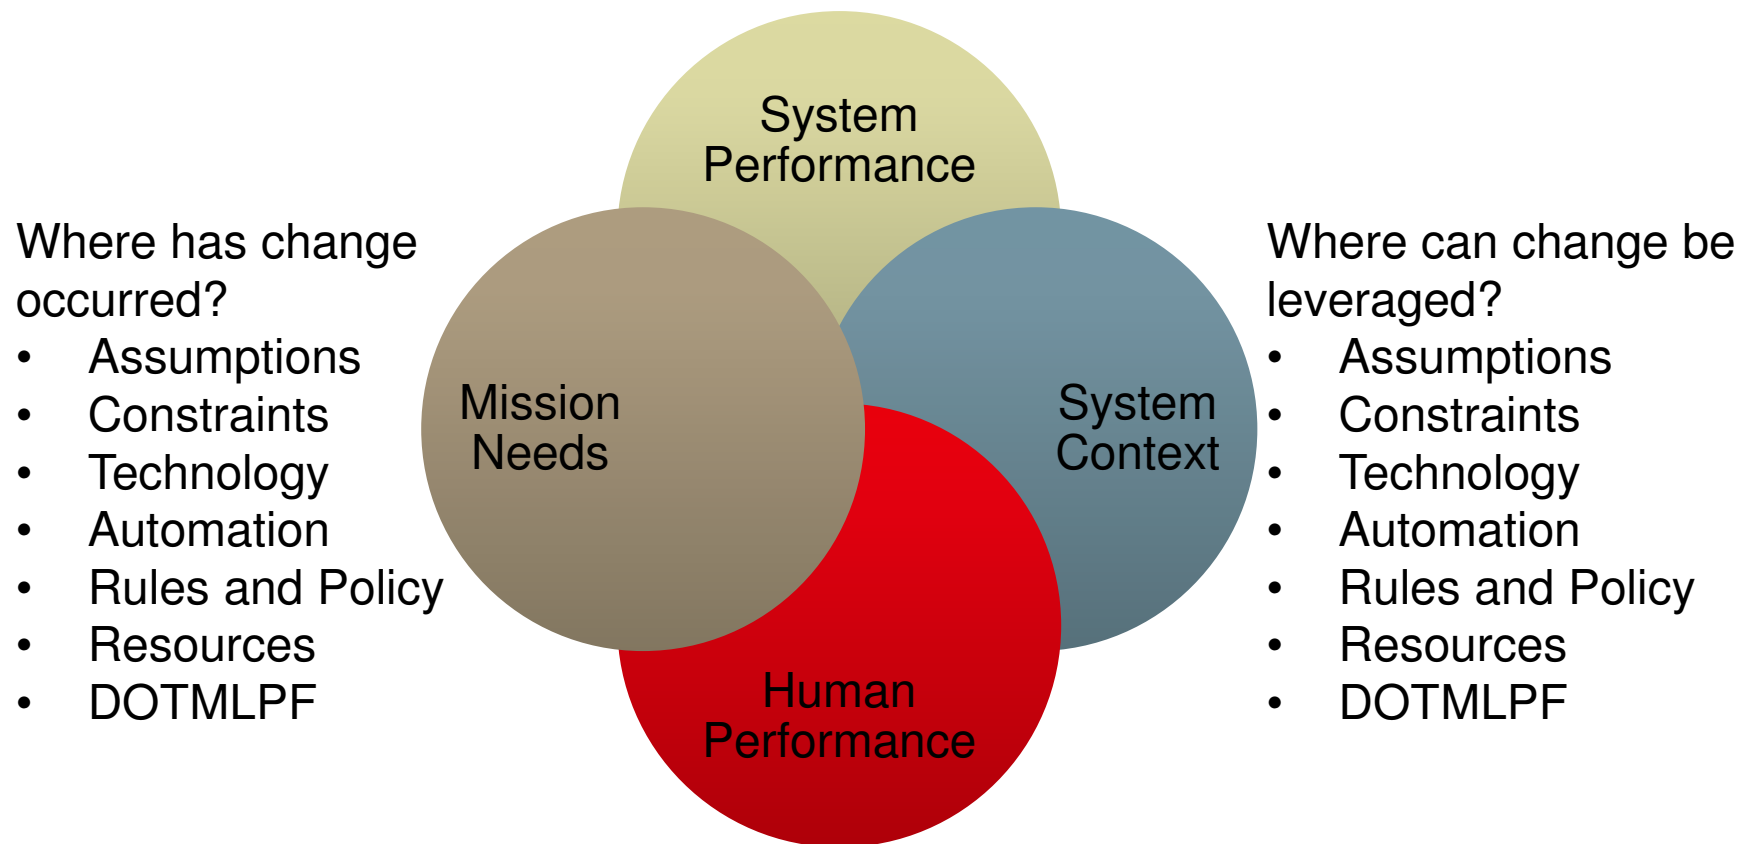 System
Performance
Where has change
occurred?
• Assumptions
• Constraints
• Technology
• Automation
• Rules and Policy
• Resources
• DOTMLPF
Mission
Needs
System
Context
Human
Performance
Where can change be
leveraged?
• Assumptions
• Constraints
• Technology
• Automation
• Rules and Policy
• Resources
• DOTMLPF